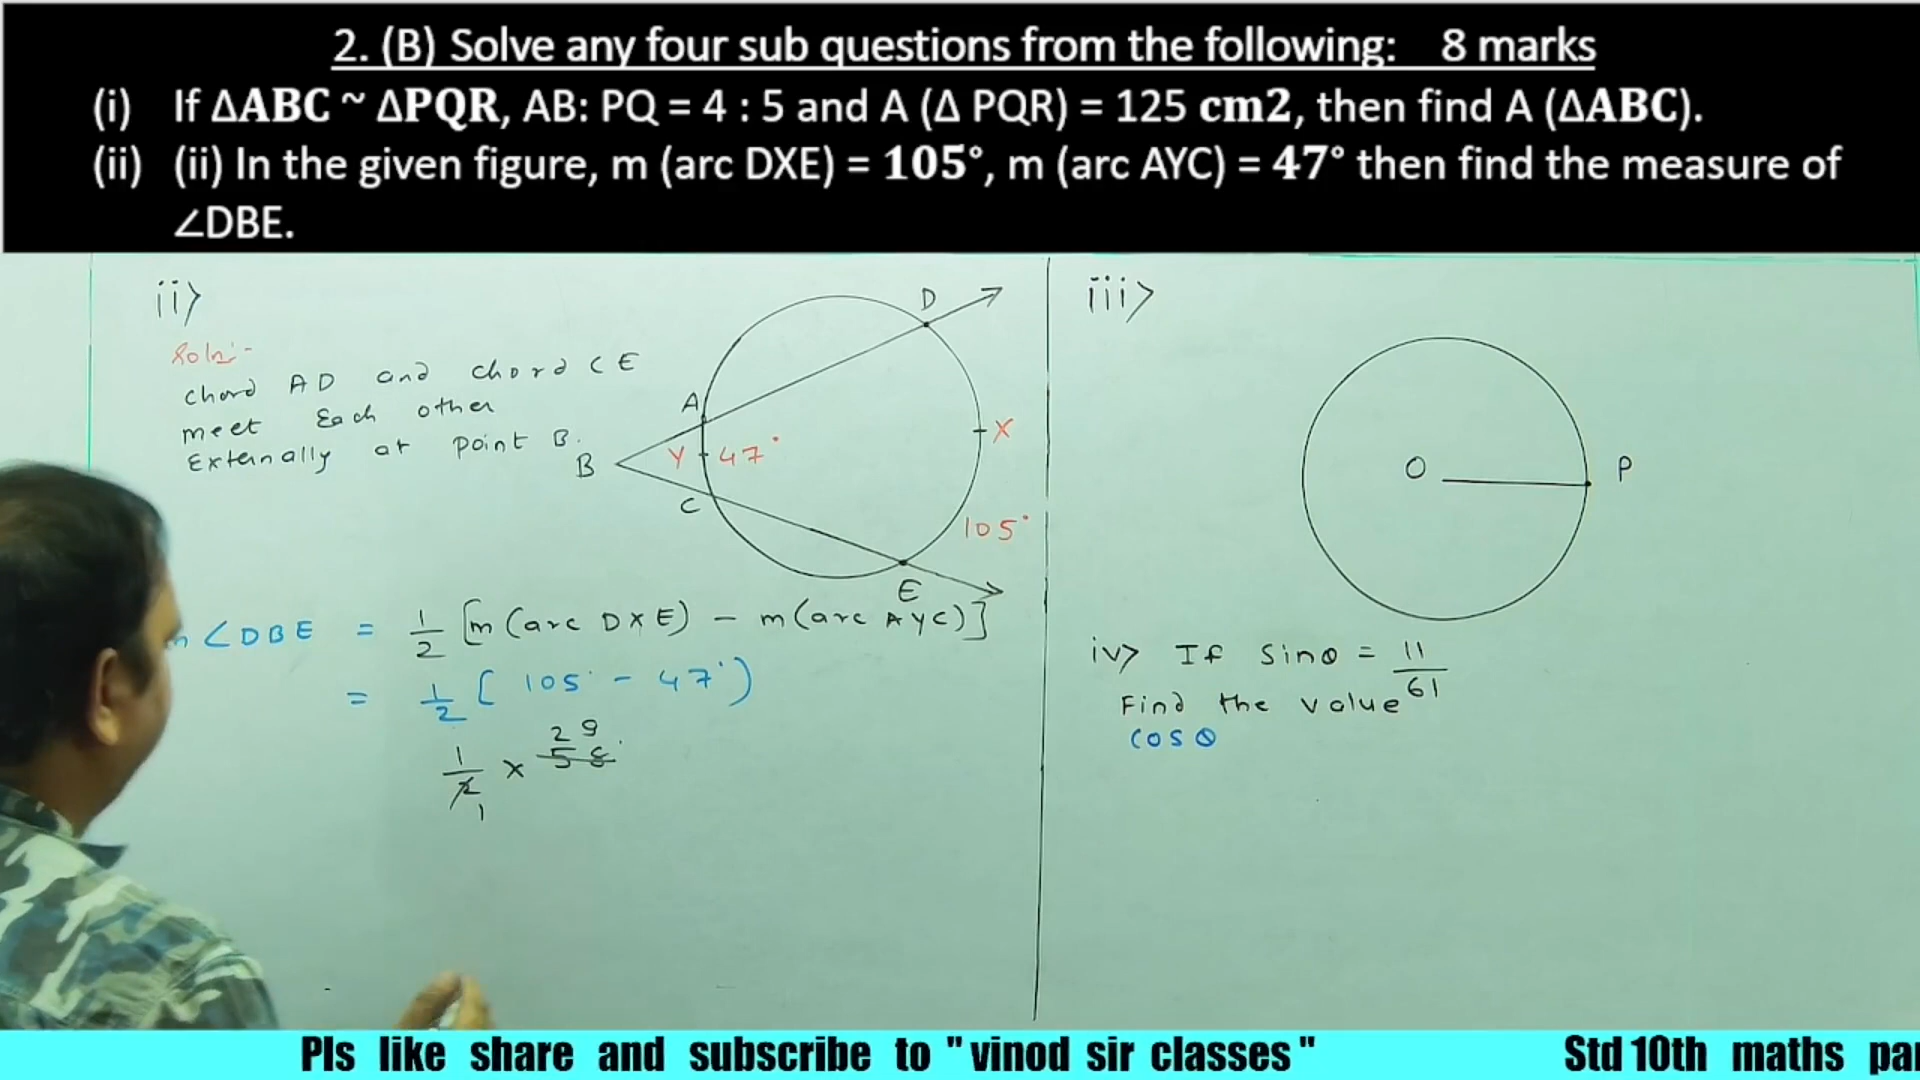 2. (B) Solve any four sub questions from the following: 8 marks
(i) If ΔABC ~ ΔPQR, AB: PQ = 4 : 5 and A (Δ PQR) = 125 cm2, then find A (ΔABC).
(ii) (ii) In the given figure, m (arc DXE) = 105°, m (arc AYC) = 47° then find the measure of
∠DBE.
ii>
Soln:-
chord AD and chord CE
meet Each other
Externally at point B.
D
A
X
B
Y 47°
C
105°
E
∠DBE = 1/2 [m (arc DXE) - m(arc AYC)]
= 1/2 [105° - 47°)
29
1/2 x 58°
1
iii>
O P
iv> If sinθ = 11/61
Find the value
cosθ
Pls like share and subscribe to "vinod sir classes" Std 10th maths